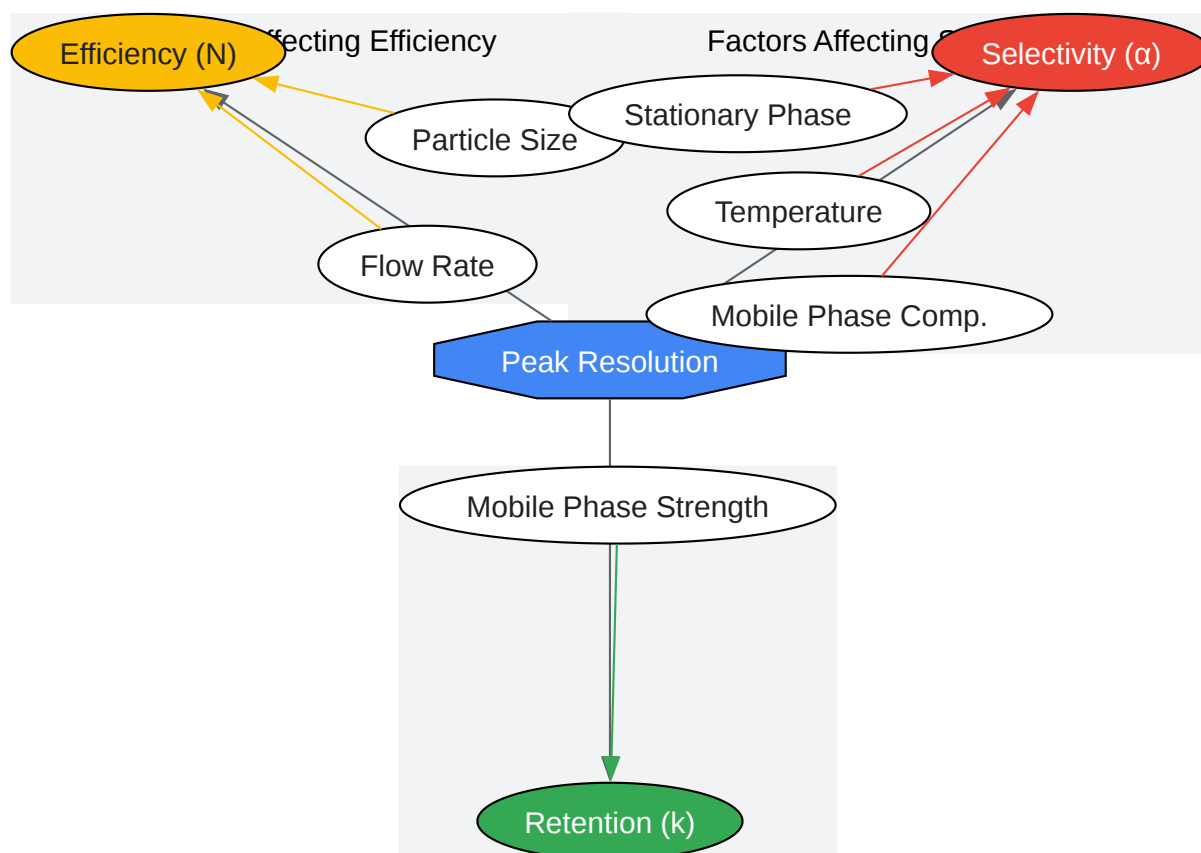 Efficiency (N)
Affecting Efficiency
Factors Affecting
Selectivity (α)
Particle Size
Stationary Phase
Temperature
Flow Rate
Mobile Phase Comp.
Peak Resolution
Mobile Phase Strength
Retention (k)